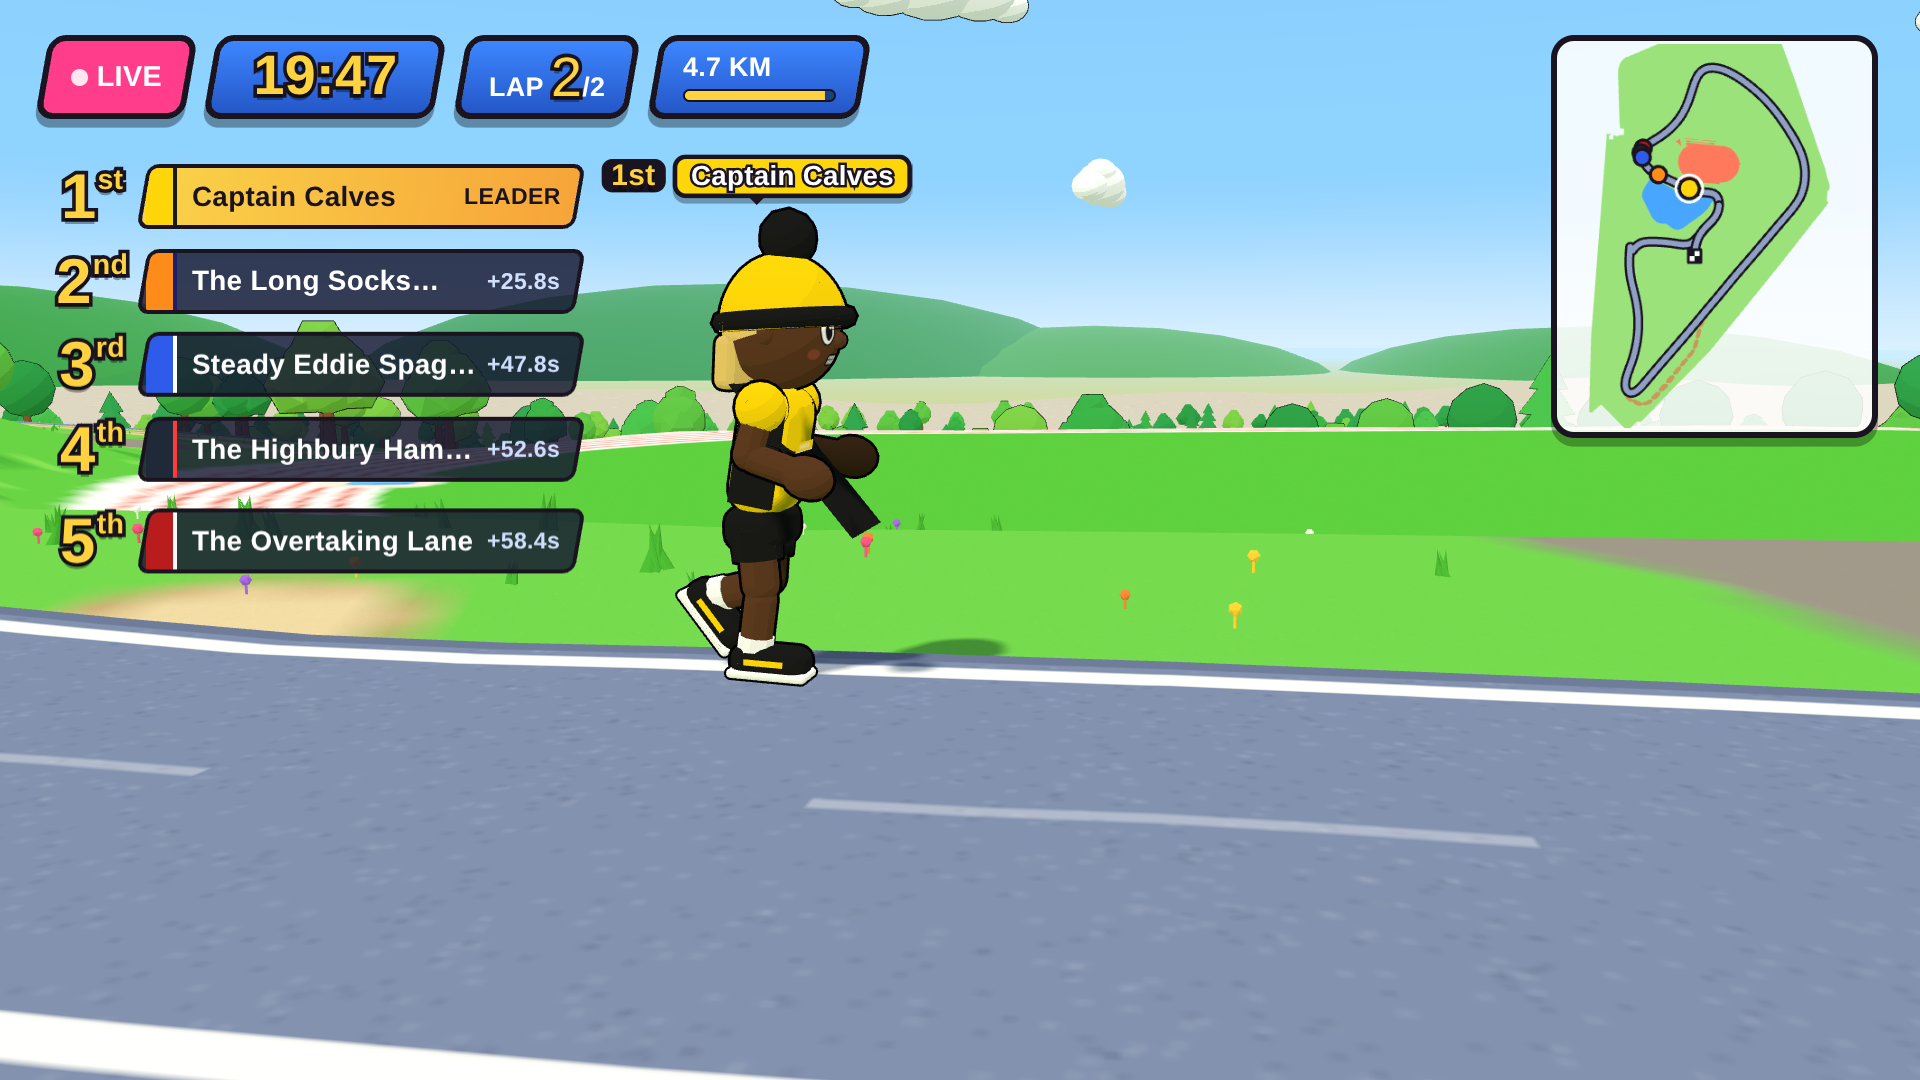 LIVE
19:47
LAP 2/2
4.7 KM
1st Captain Calves LEADER
2nd The Long Socks... +25.8s
3rd Steady Eddie Spag... +47.8s
4th The Highbury Ham... +52.6s
5th The Overtaking Lane +58.4s
1st Captain Calves